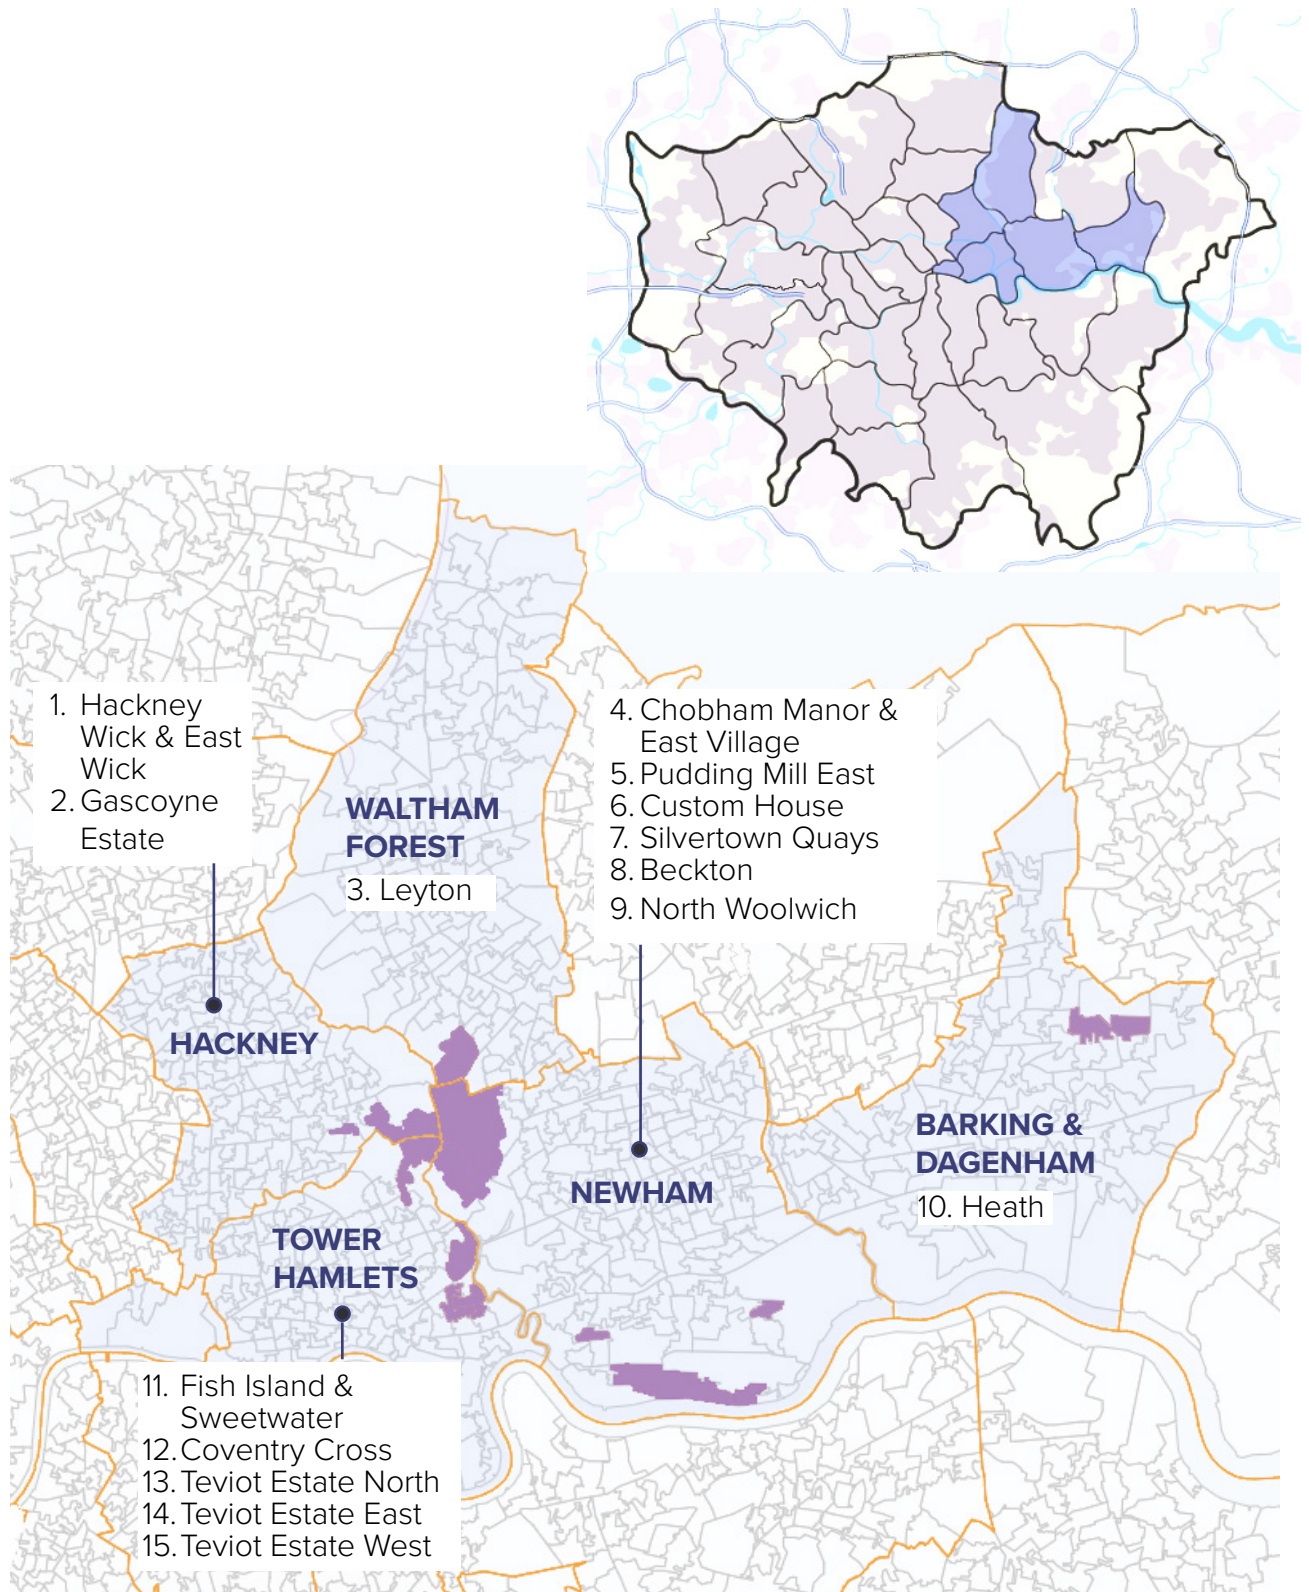 1. Hackney
Wick & East
Wick
2. Gascoyne
Estate
WALTHAM
FOREST
3. Leyton
4. Chobham Manor &
East Village
5. Pudding Mill East
6. Custom House
7. Silvertown Quays
8. Beckton
9. North Woolwich
HACKNEY
NEWHAM
BARKING &
DAGENHAM
10. Heath
TOWER
HAMLETS
11. Fish Island &
Sweetwater
12. Coventry Cross
13. Teviot Estate North
14. Teviot Estate East
15. Teviot Estate West